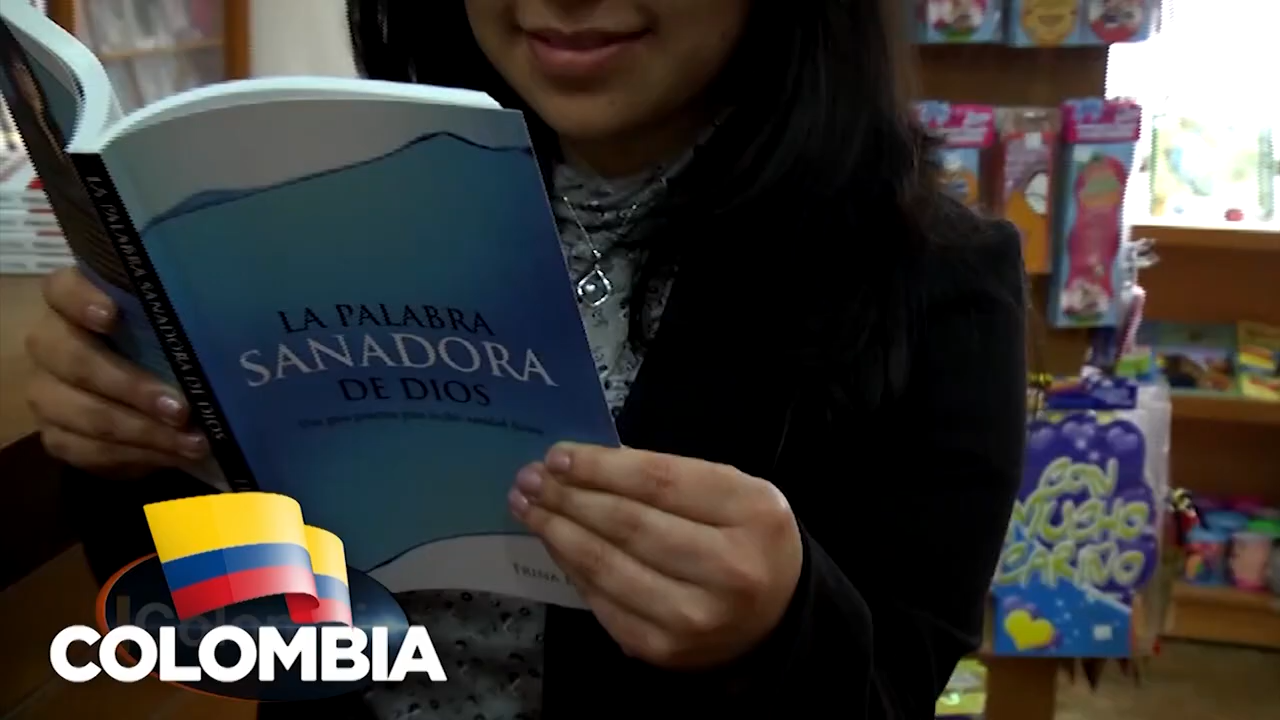 LA PALABRA
SANADORA
DE DIOS
LA PALABRA SANADORA DE DIOS
CON
MUCHO
CARIÑO
COLOMBIA